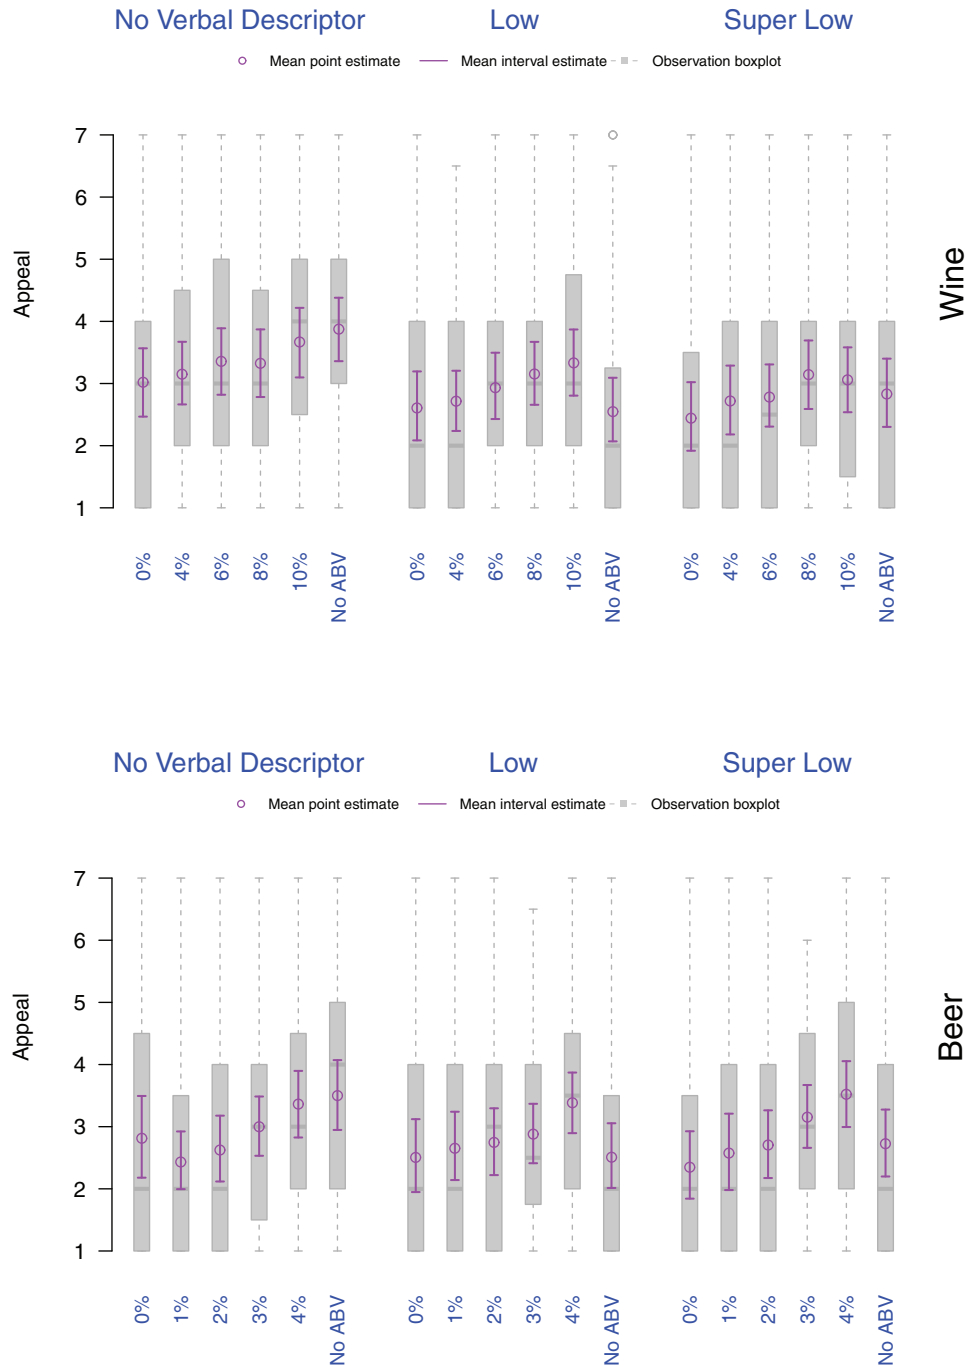 No Verbal Descriptor Low Super Low
Mean point estimate Mean interval estimate Observation boxplot
7
6
5
4
3
2
1
Appeal
Wine
0% 4% 6% 8% 10% No ABV 0% 4% 6% 8% 10% No ABV 0% 4% 6% 8% 10% No ABV
No Verbal Descriptor Low Super Low
Mean point estimate Mean interval estimate Observation boxplot
7
6
5
4
3
2
1
Appeal
Beer
0% 1% 2% 3% 4% No ABV 0% 1% 2% 3% 4% No ABV 0% 1% 2% 3% 4% No ABV